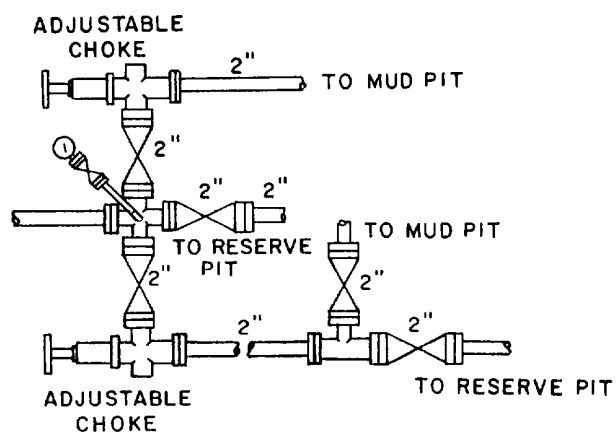 ADJUSTABLE
CHOKE
2"
TO MUD PIT
2"
2"
2"
TO RESERVE
PIT
TO MUD PIT
2"
2"
2"
2"
TO RESERVE PIT
ADJUSTABLE
CHOKE